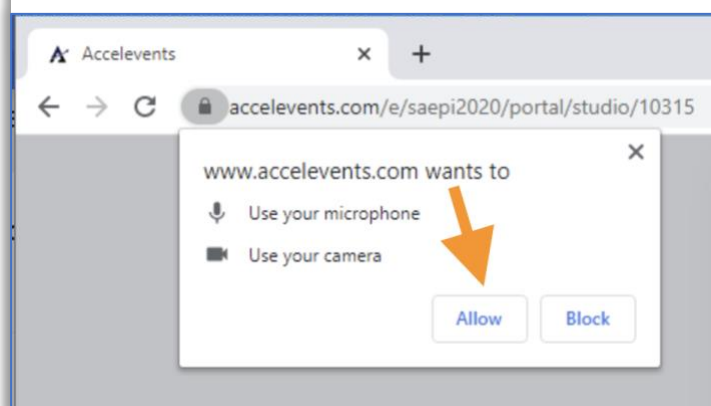 Accelevents
accelevents.com/e/saepi2020/portal/studio/10315
www.accelevents.com wants to
Use your microphone
Use your camera
Allow Block